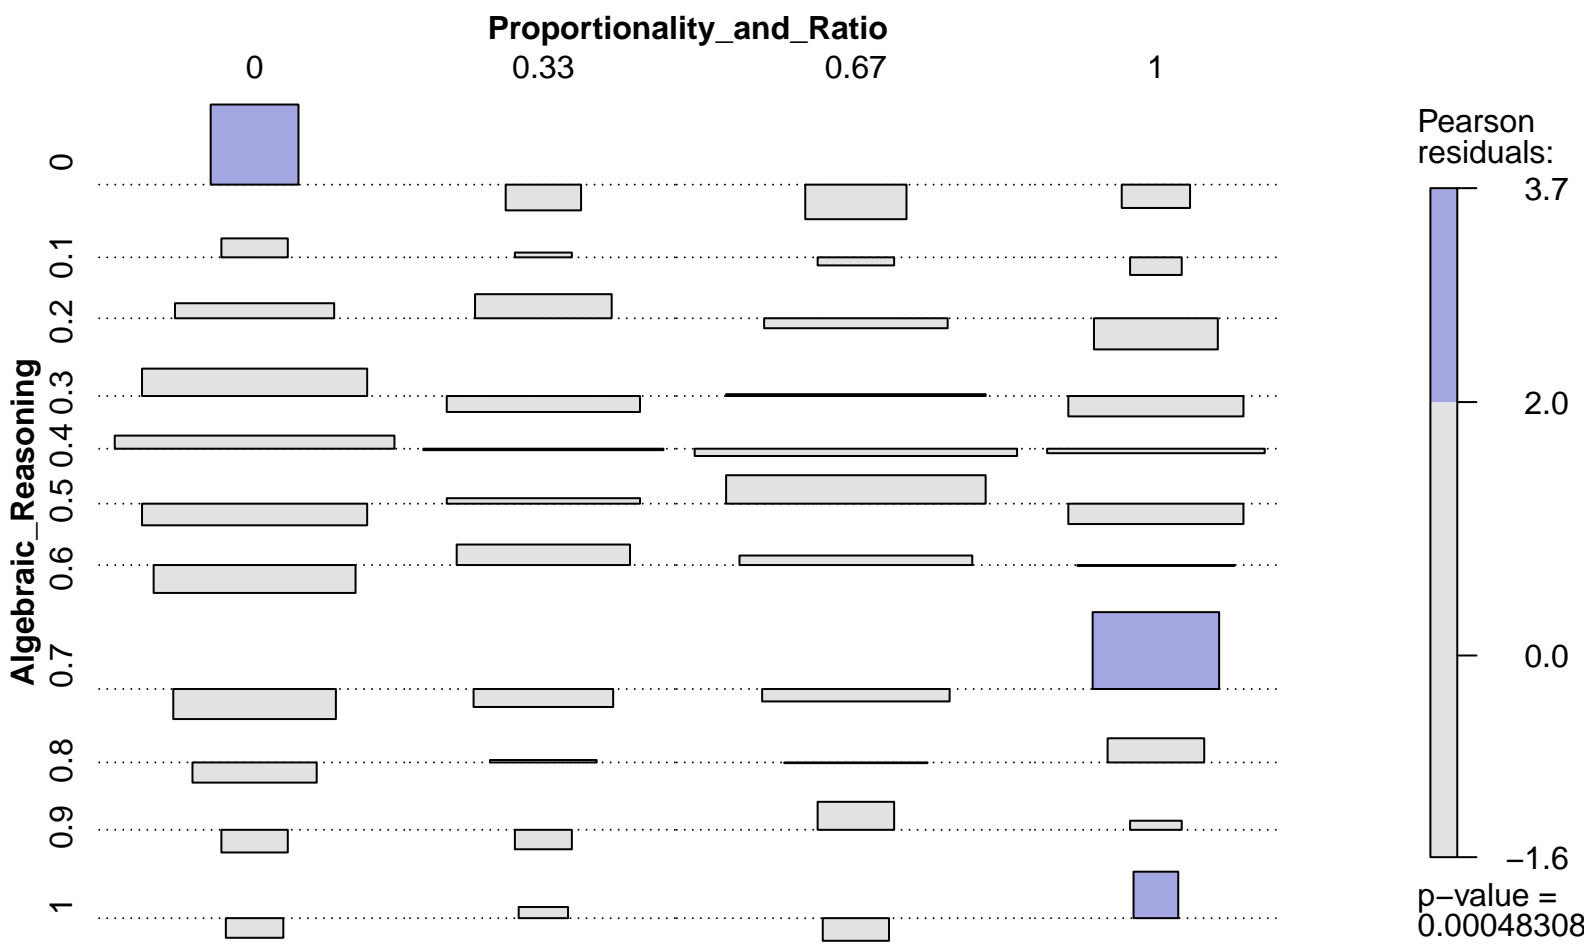 Proportionality_and_Ratio
0 0.33 0.67 1
Algebraic_Reasoning
0
0.1
0.2
0.3
0.4
0.5
0.6
0.7
0.8
0.9
1
Pearson
residuals:
3.7
2.0
0.0
−1.6
p−value =
0.00048308